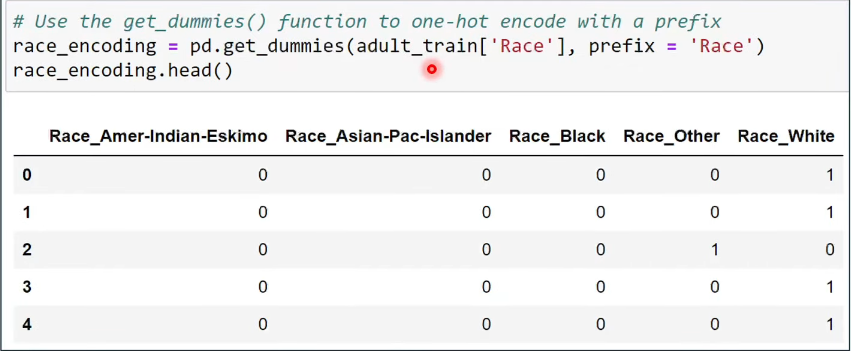 # Use the get_dummies() function to one-hot encode with a prefix
race_encoding = pd.get_dummies(adult_train['Race'], prefix = 'Race')
race_encoding.head()
Race_Amer-Indian-Eskimo Race_Asian-Pac-Islander Race_Black Race_Other Race_White
0 0 0 0 0 1
1 0 0 0 0 1
2 0 0 0 1 0
3 0 0 0 0 1
4 0 0 0 0 1